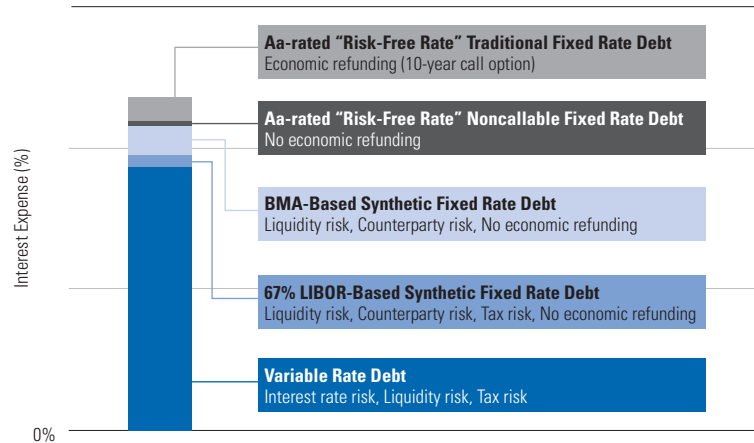 Aa-rated “Risk-Free Rate” Traditional Fixed Rate Debt
Economic refunding (10-year call option)
Aa-rated “Risk-Free Rate” Noncallable Fixed Rate Debt
No economic refunding
BMA-Based Synthetic Fixed Rate Debt
Liquidity risk, Counterparty risk, No economic refunding
67% LIBOR-Based Synthetic Fixed Rate Debt
Liquidity risk, Counterparty risk, Tax risk, No economic refunding
Variable Rate Debt
Interest rate risk, Liquidity risk, Tax risk
Interest Expense (%)
0%